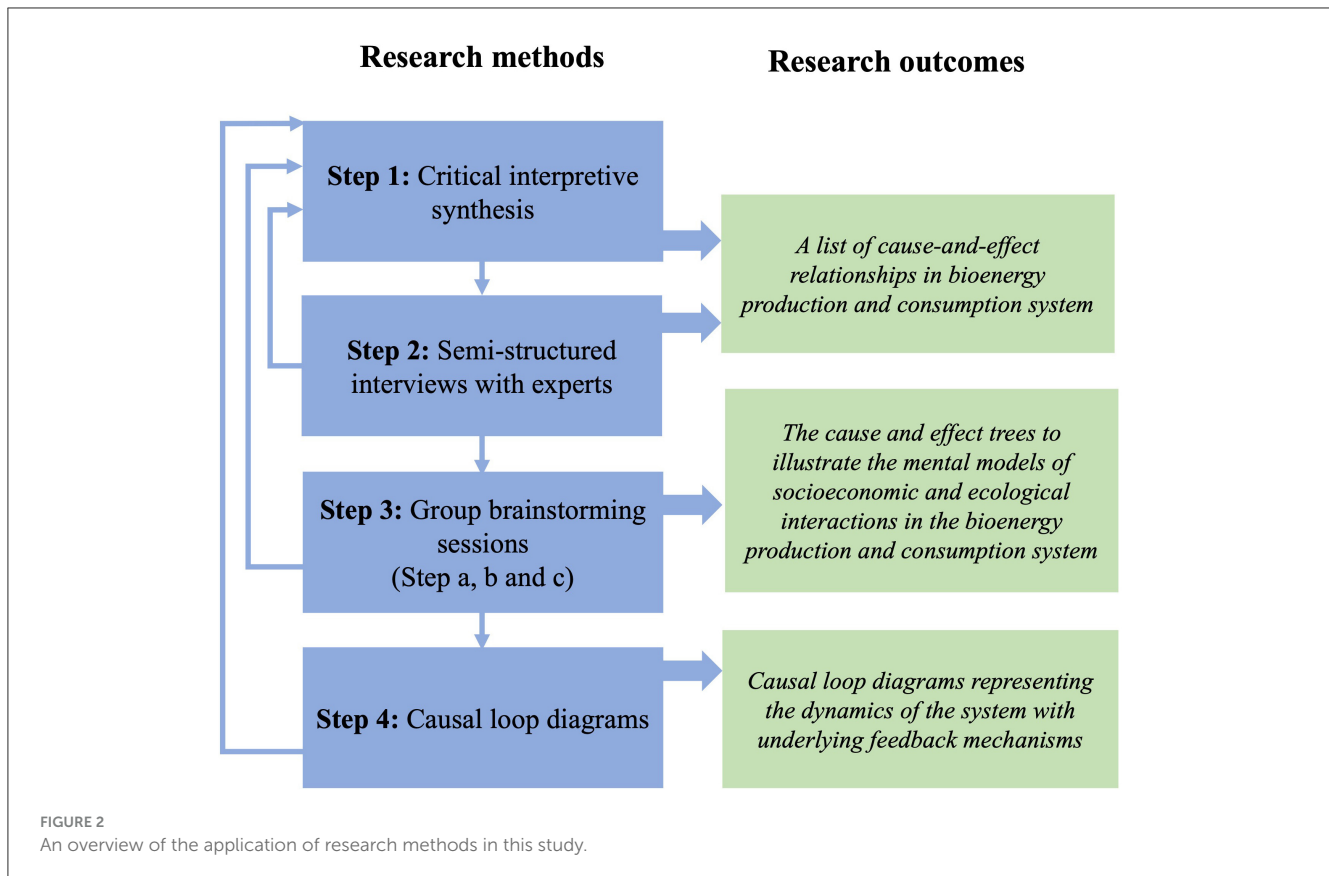 Research methods
Research outcomes
Step 1: Critical interpretive
synthesis
A list of cause-and-effect
relationships in bioenergy
production and consumption system
Step 2: Semi-structured
interviews with experts
Step 3: Group brainstorming
sessions
(Step a, b and c)
The cause and effect trees to
illustrate the mental models of
socioeconomic and ecological
interactions in the bioenergy
production and consumption system
Step 4: Causal loop diagrams
Causal loop diagrams representing
the dynamics of the system with
underlying feedback mechanisms
FIGURE 2
An overview of the application of research methods in this study.